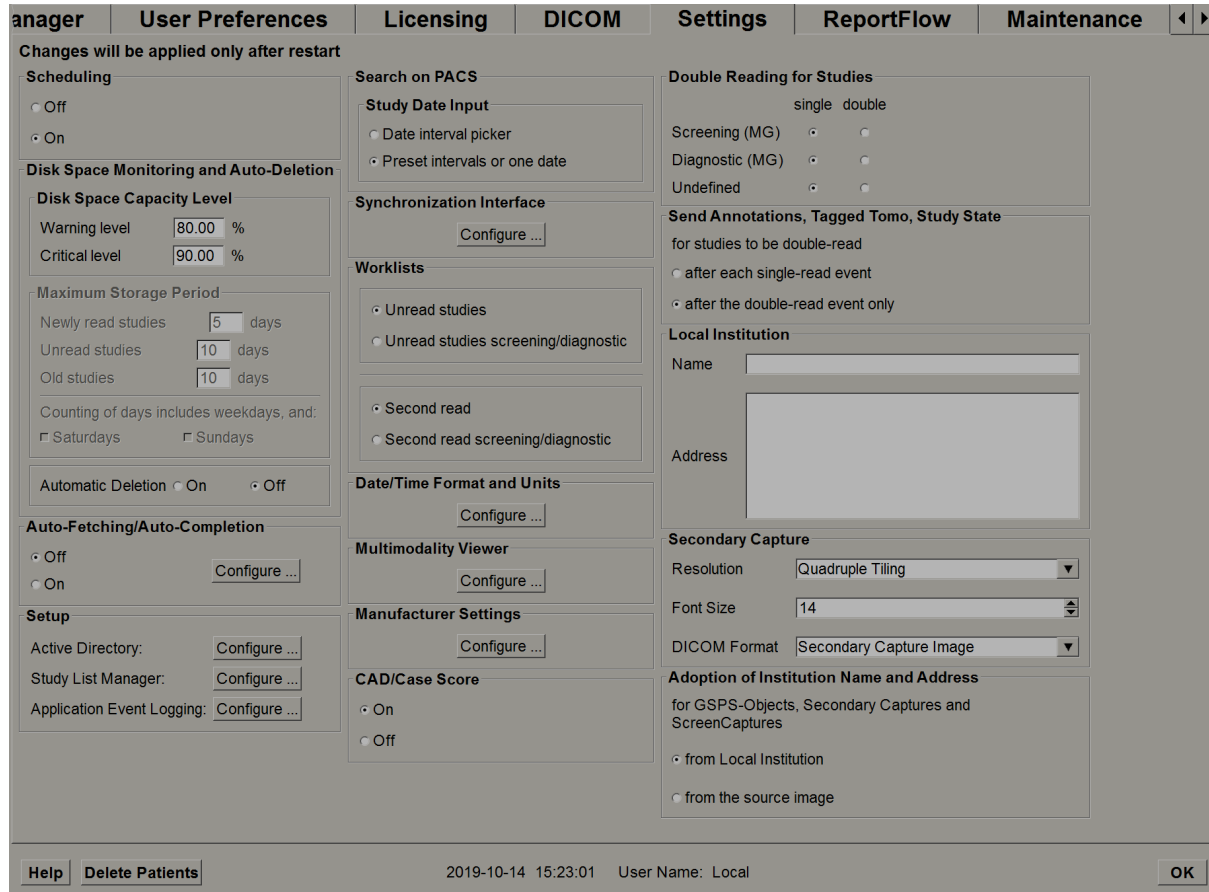 anager User Preferences Licensing DICOM Settings ReportFlow Maintenance
Changes will be applied only after restart
Scheduling
Off
On
Disk Space Monitoring and Auto-Deletion
Disk Space Capacity Level
Warning level 80.00 %
Critical level 90.00 %
Maximum Storage Period
Newly read studies 5 days
Unread studies 10 days
Old studies 10 days
Counting of days includes weekdays, and:
Saturdays Sundays
Automatic Deletion On Off
Auto-Fetching/Auto-Completion
Off
Configure ...
On
Setup
Active Directory: Configure ...
Study List Manager: Configure ...
Application Event Logging: Configure ...
Search on PACS
Study Date Input
Date interval picker
Preset intervals or one date
Synchronization Interface
Configure ...
Worklists
Unread studies
Unread studies screening/diagnostic
Second read
Second read screening/diagnostic
Date/Time Format and Units
Configure ...
Multimodality Viewer
Configure ...
Manufacturer Settings
Configure ...
CAD/Case Score
On
Off
Double Reading for Studies
single double
Screening (MG)
Diagnostic (MG)
Undefined
Send Annotations, Tagged Tomo, Study State
for studies to be double-read
after each single-read event
after the double-read event only
Local Institution
Name
Address
Secondary Capture
Resolution Quadruple Tiling
Font Size 14
DICOM Format Secondary Capture Image
Adoption of Institution Name and Address
for GSPS-Objects, Secondary Captures and
ScreenCaptures
from Local Institution
from the source image
Help Delete Patients 2019-10-14 15:23:01 User Name: Local OK